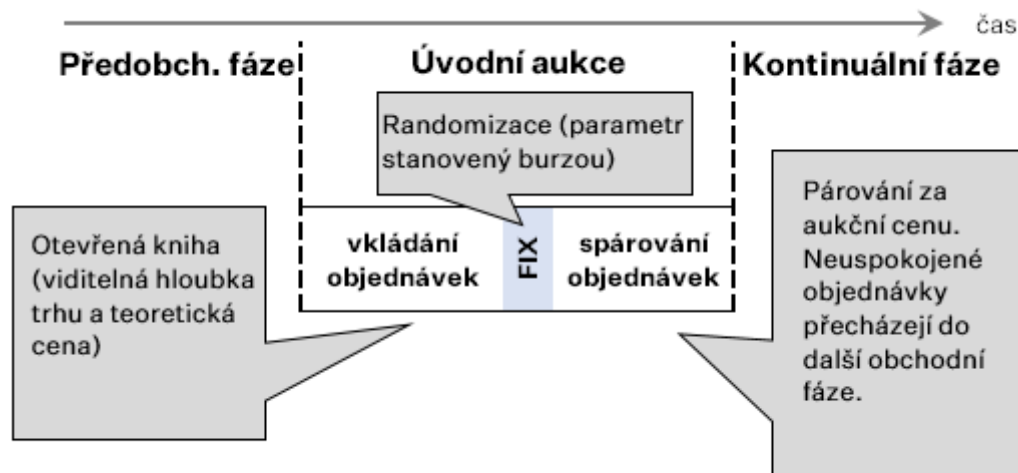 čas
Předobch. fáze
Úvodní aukce
Kontinuální fáze
Randomizace (parametr
stanovený burzou)
Otevřená kniha
(viditelná hloubka
trhu a teoretická
cena)
vkládání
objednávek
FIX
spárování
objednávek
Párování za
aukční cenu.
Neuspokojené
objednávky
přecházejí do
další obchodní
fáze.